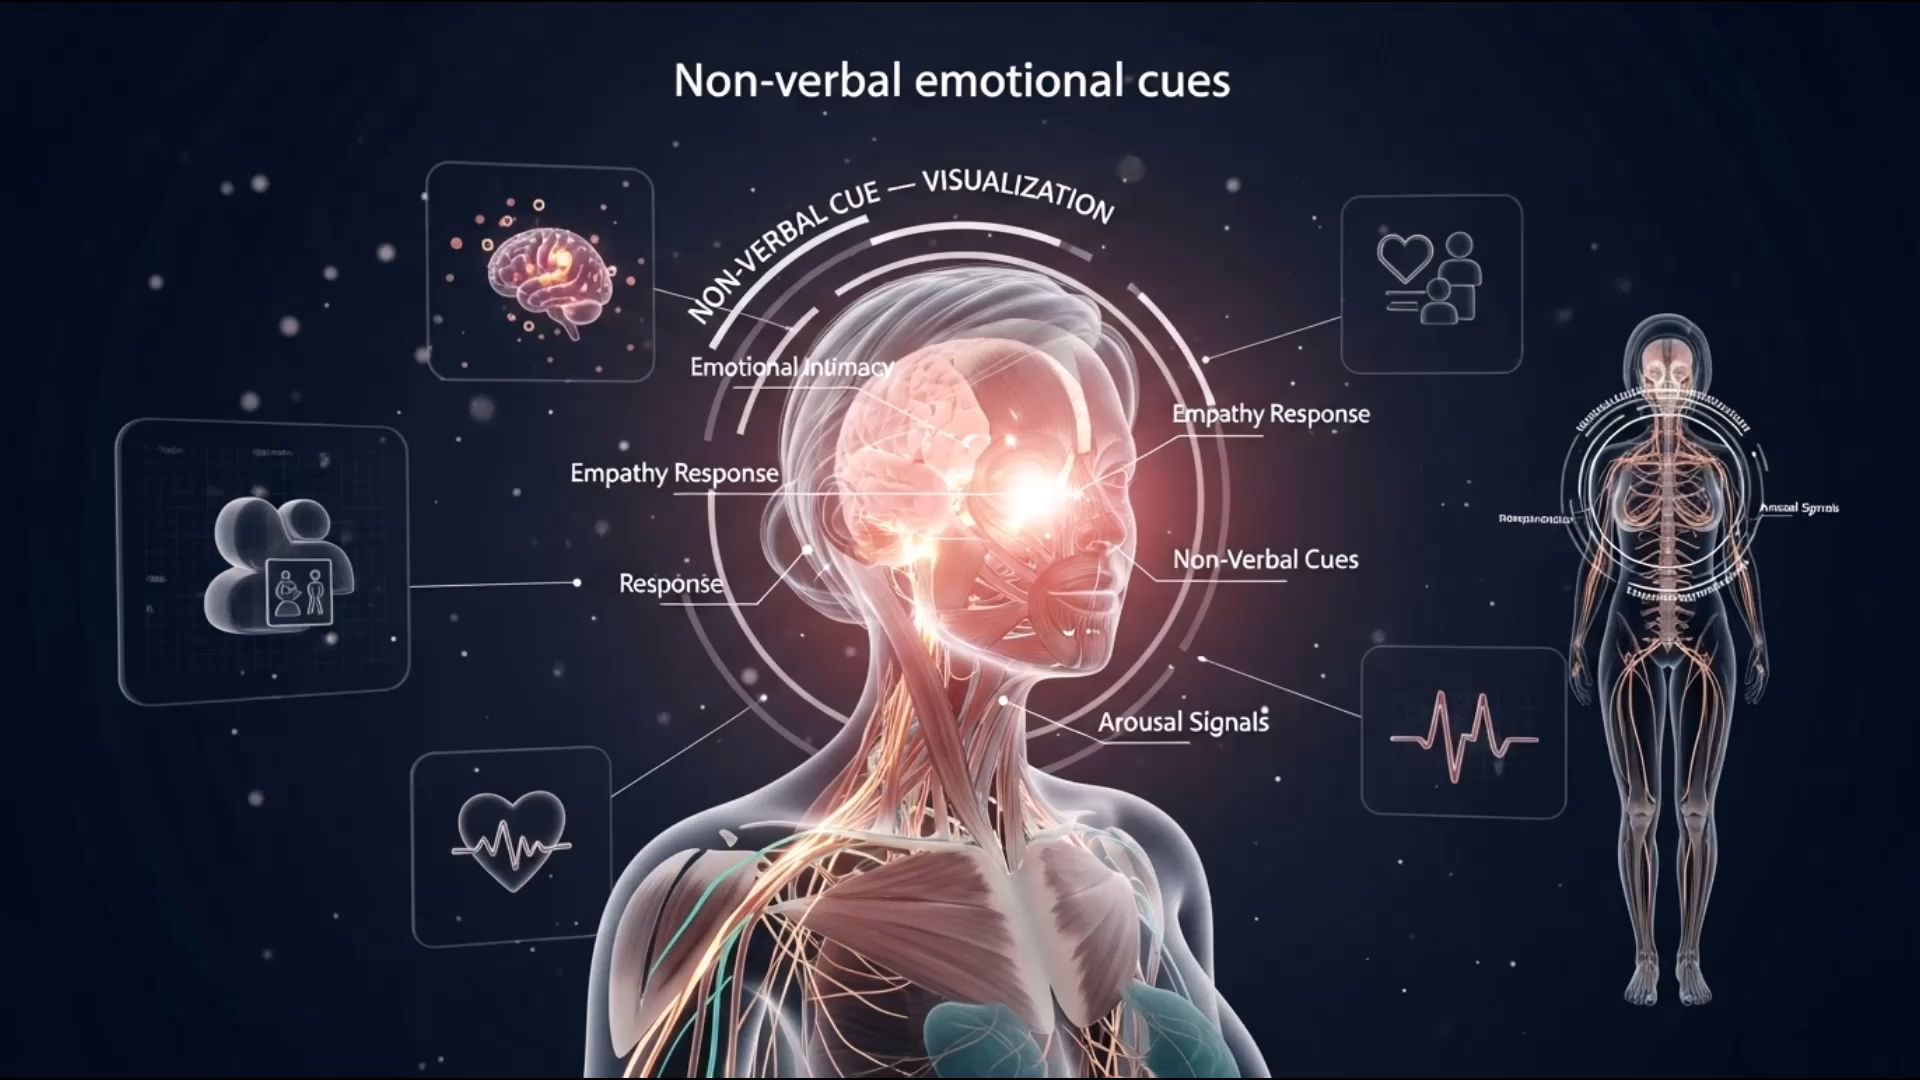 Non-verbal emotional cues
NON-VERBAL CUE — VISUALIZATION
Emotional Intimacy
Empathy Response
Empathy Response
Non-Verbal Cues
Response
Arousal Signals